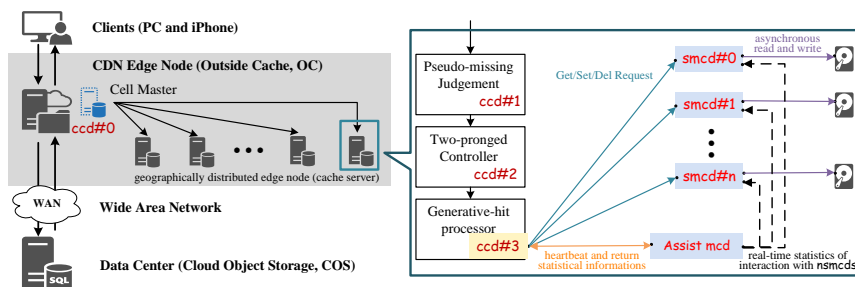 Clients (PC and iPhone)
CDN Edge Node (Outside Cache, OC)
Cell Master
ccd#0
geographically distributed edge node (cache server)
WAN
Wide Area Network
Data Center (Cloud Object Storage, COS)
SQL
Pseudo-missing
Judgement
ccd#1
Two-pronged
Controller
ccd#2
Generative-hit
processor
ccd#3
Get/Set/Del Request
heartbeat and return
statistical informations
smcd#0
smcd#1
smcd#n
Assist mcd
asynchronous
read and write
real-time statistics of
interaction with nsmcds